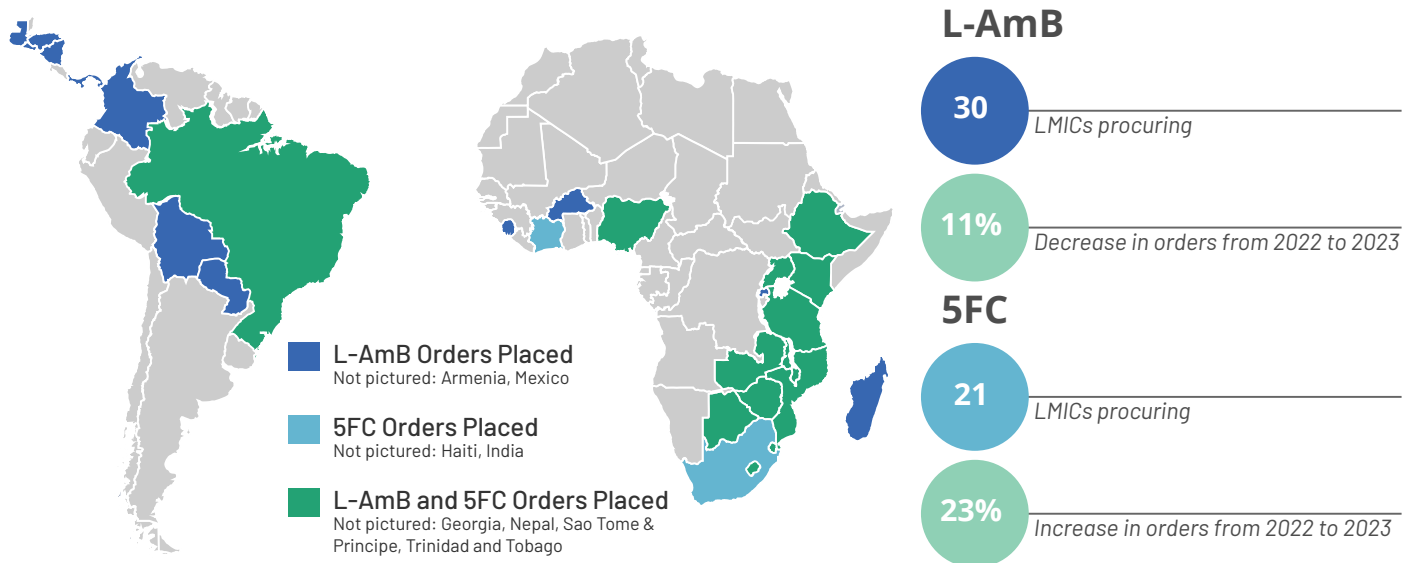 L-AmB Orders Placed
Not pictured: Armenia, Mexico
5FC Orders Placed
Not pictured: Haiti, India
L-AmB and 5FC Orders Placed
Not pictured: Georgia, Nepal, Sao Tome &
Principe, Trinidad and Tobago
L-AmB
30
LMICs procuring
11%
Decrease in orders from 2022 to 2023
5FC
21
LMICs procuring
23%
Increase in orders from 2022 to 2023